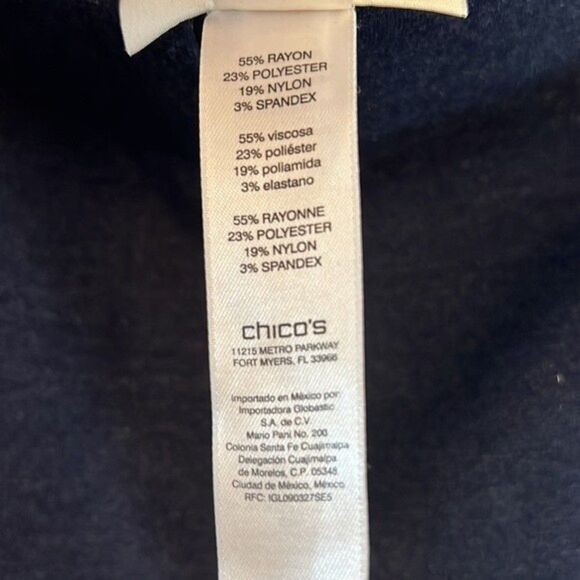 55% RAYON
23% POLYESTER
19% NYLON
3% SPANDEX
55% viscosa
23% poliéster
19% poliamida
3% elastano
55% RAYONNE
23% POLYESTER
19% NYLON
3% SPANDEX
chico's
11215 METRO PARKWAY
FORT MYERS, FL 33966
Importado en México por:
Importadora Globastic
S.A. de C.V.
Mario Pani No. 200
Colonia Santa Fe Cuajimalpa
Delegación Cuajimalpa
de Morelos, C.P. 05348
Ciudad de México, México
RFC: IGL090327SE5